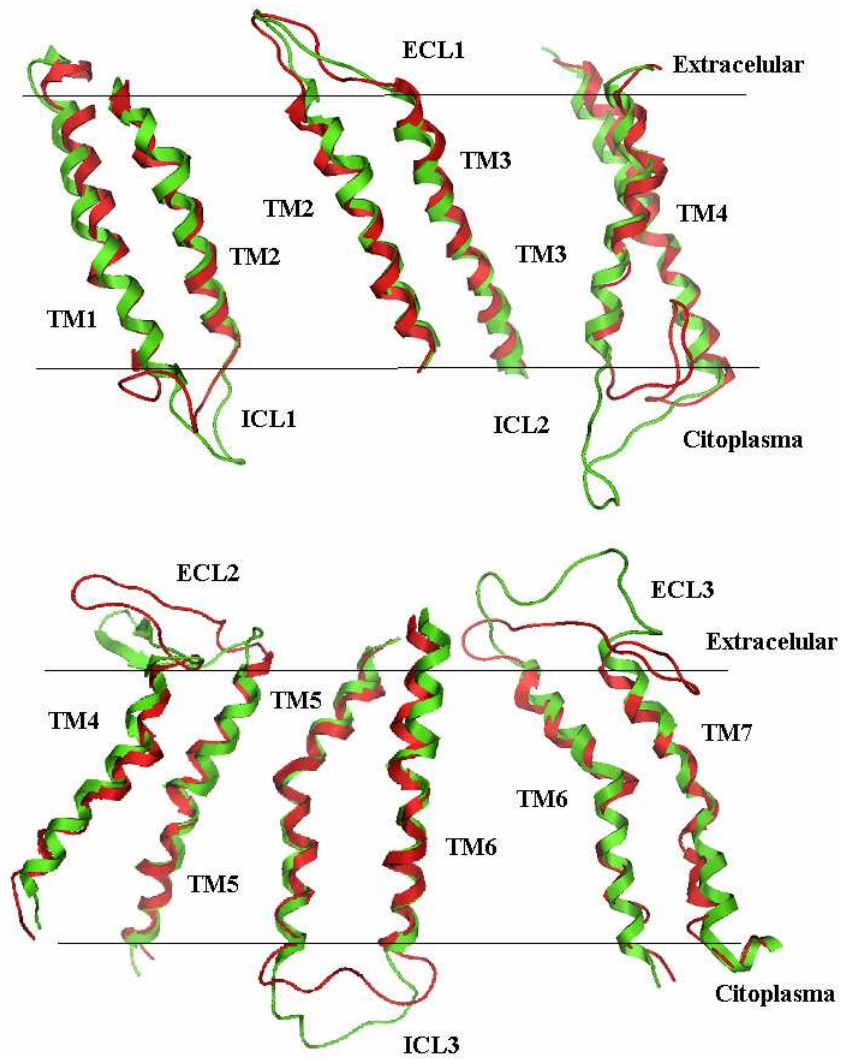 ECL1
Extracelular
TM3
TM2
TM4
TM2
TM3
TM1
ICL1
ICL2
Citoplasma
ECL2
ECL3
Extracelular
TM5
TM4
TM7
TM6
TM6
TM5
Citoplasma
ICL3